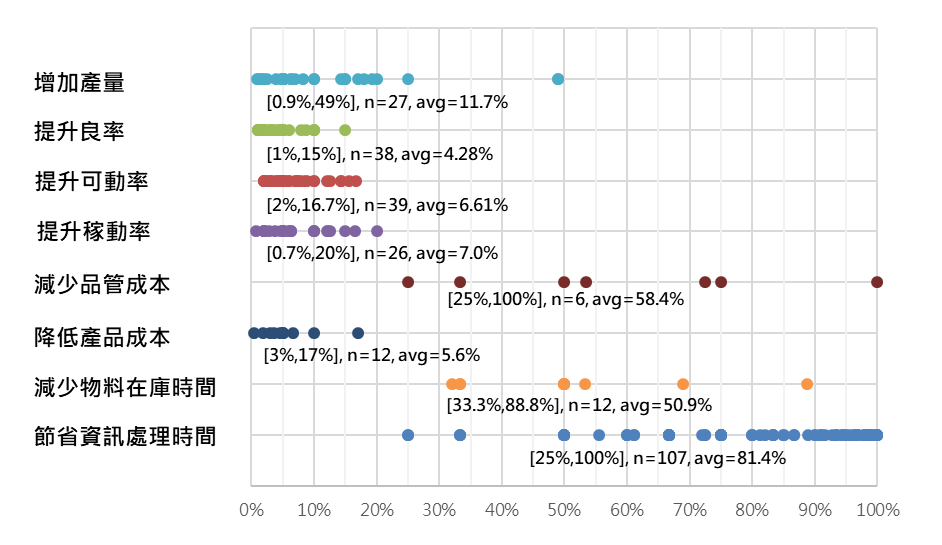 增加產量
[0.9%,49%], n=27, avg=11.7%
提升良率
[1%,15%], n=38, avg=4.28%
提升可動率
[2%,16.7%], n=39, avg=6.61%
提升稼動率
[0.7%,20%], n=26, avg=7.0%
減少品管成本
[25%,100%], n=6, avg=58.4%
降低產品成本
[3%,17%], n=12, avg=5.6%
減少物料在庫時間
[33.3%,88.8%], n=12, avg=50.9%
節省資訊處理時間
[25%,100%], n=107, avg=81.4%
0% 10% 20% 30% 40% 50% 60% 70% 80% 90% 100%